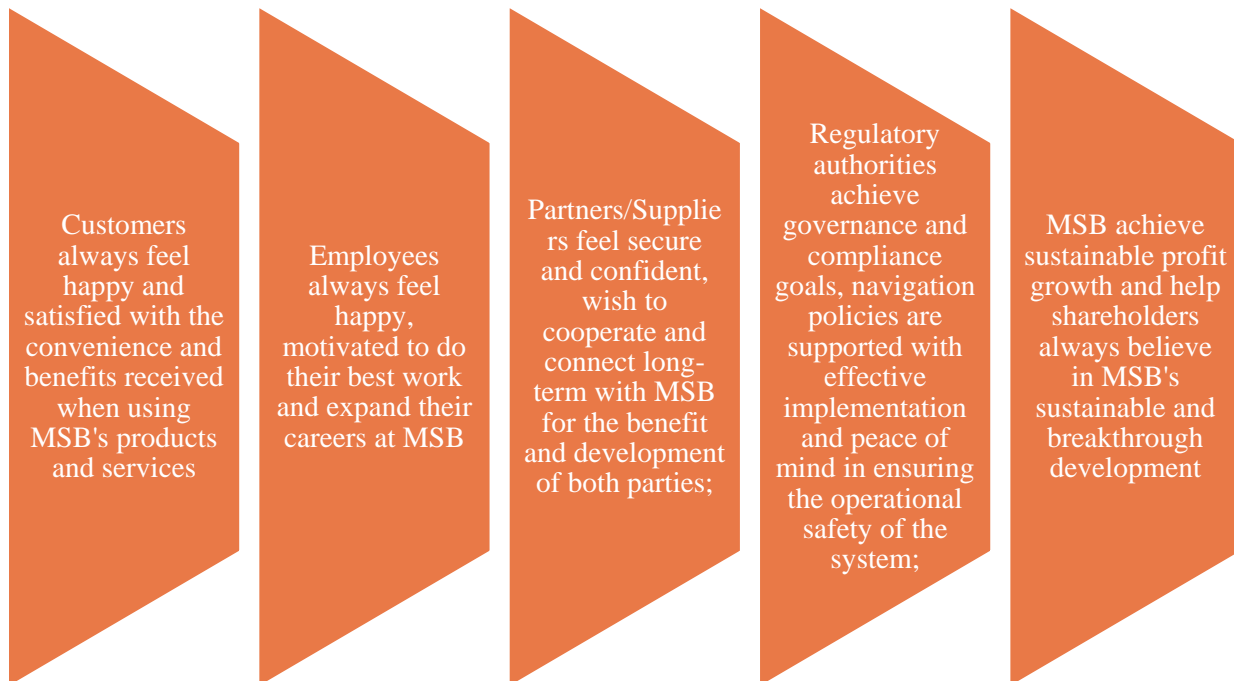 Customers
always feel
happy and
satisfied with the
convenience and
benefits received
when using
MSB's products
and services
Employees
always feel
happy,
motivated to do
their best work
and expand their
careers at MSB
Partners/Supplie
rs feel secure
and confident,
wish to
cooperate and
connect long-
term with MSB
for the benefit
and development
of both parties;
Regulatory
authorities
achieve
governance and
compliance
goals, navigation
policies are
supported with
effective
implementation
and peace of
mind in ensuring
the operational
safety of the
system;
MSB achieve
sustainable profit
growth and help
shareholders
always believe
in MSB's
sustainable and
breakthrough
development